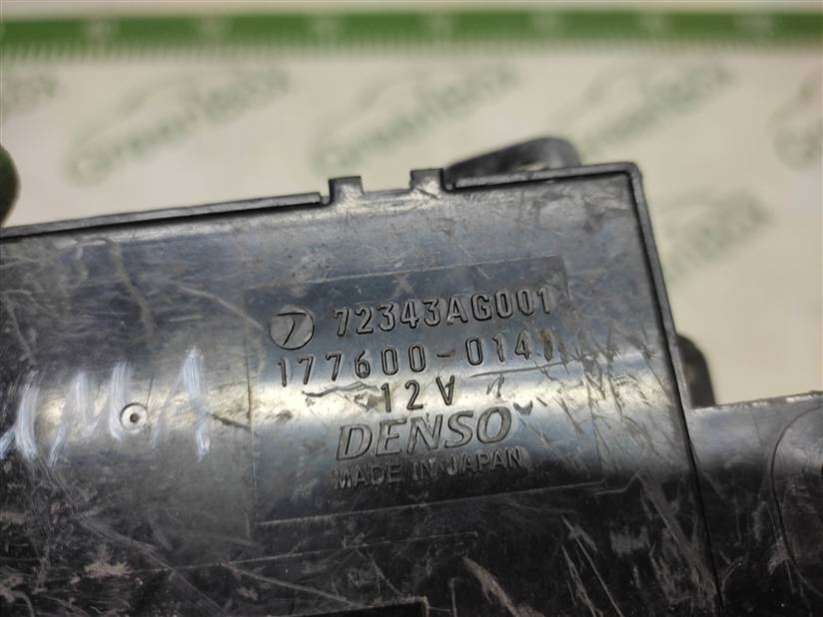 72343AG001
177600-0141
12V
DENSO
MADE IN JAPAN